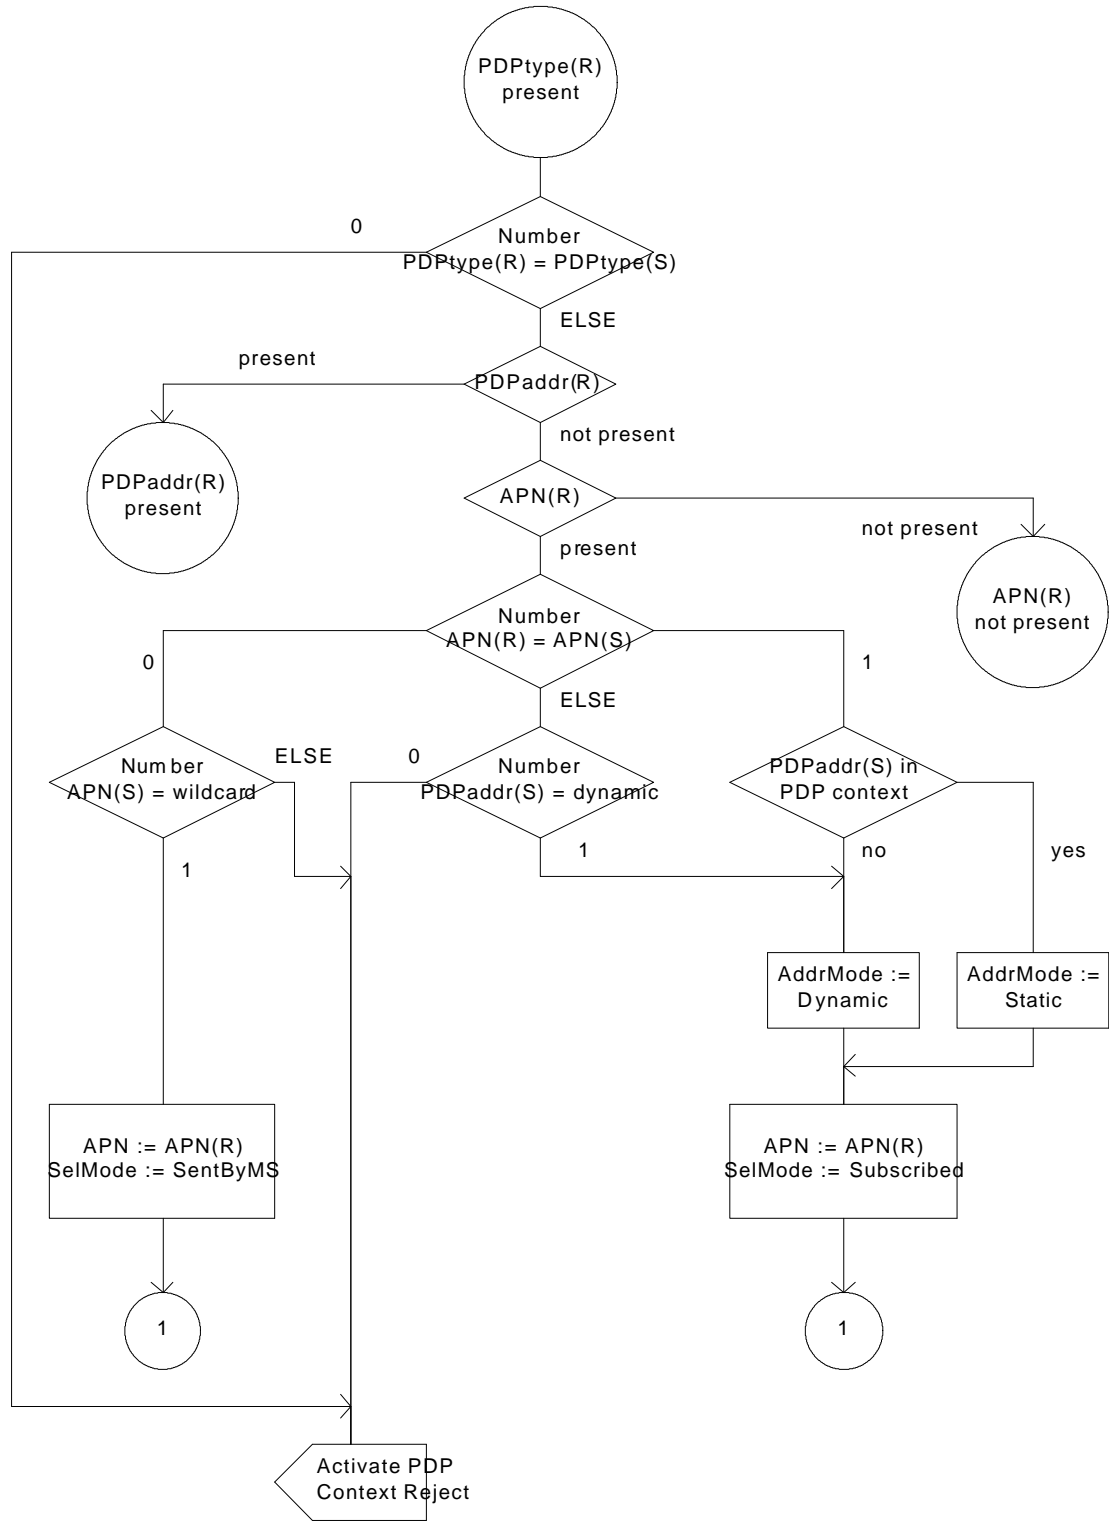 PDPtype(R)
present
0
Number
PDPtype(R) = PDPtype(S)
ELSE
present
PDPaddr(R)
not present
PDPaddr(R)
present
APN(R)
not present
present
APN(R)
not present
Number
APN(R) = APN(S)
0
1
ELSE
Number
APN(S) = wildcard
ELSE
0
Number
PDPaddr(S) = dynamic
PDPaddr(S) in
PDP context
1
1
no
yes
AddrMode :=
Dynamic
AddrMode :=
Static
APN := APN(R)
SelMode := SentByMS
APN := APN(R)
SelMode := Subscribed
1
1
Activate PDP
Context Reject